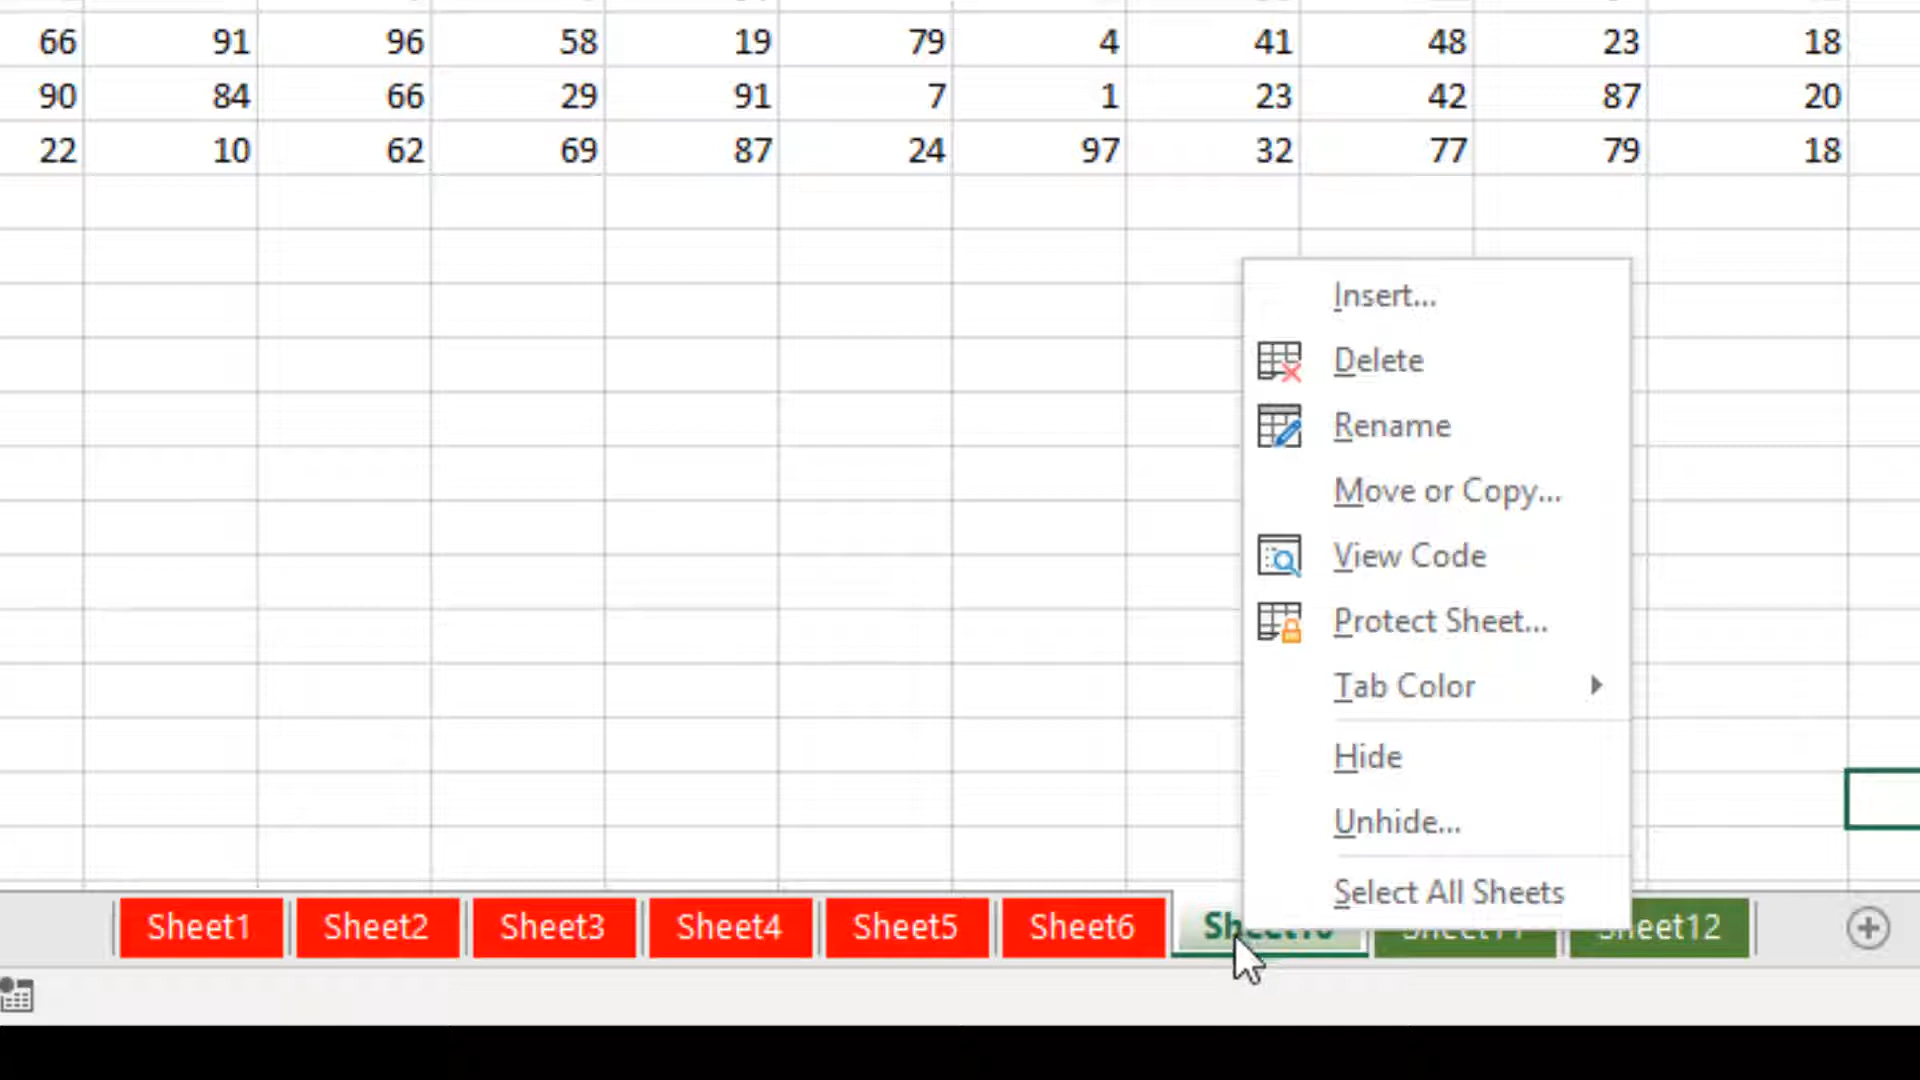 66 91 96 58 19 79 4 41 48 23 18
90 84 66 29 91 7 1 23 42 87 20
22 10 62 69 87 24 97 32 77 79 18
Insert...
Delete
Rename
Move or Copy...
View Code
Protect Sheet...
Tab Color
Hide
Unhide...
Select All Sheets
Sheet1 Sheet2 Sheet3 Sheet4 Sheet5 Sheet6 Sheet10 Sheet11 Sheet12